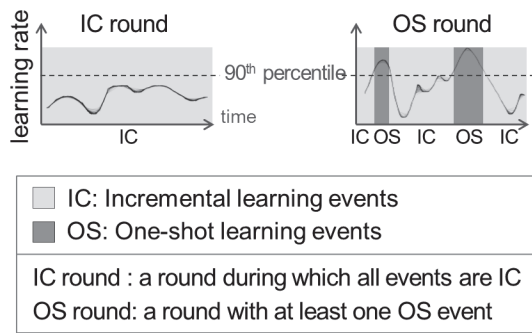 IC round
OS round
learning rate
90th percentile
time
IC
IC OS IC OS IC
IC: Incremental learning events
OS: One-shot learning events
IC round : a round during which all events are IC
OS round: a round with at least one OS event